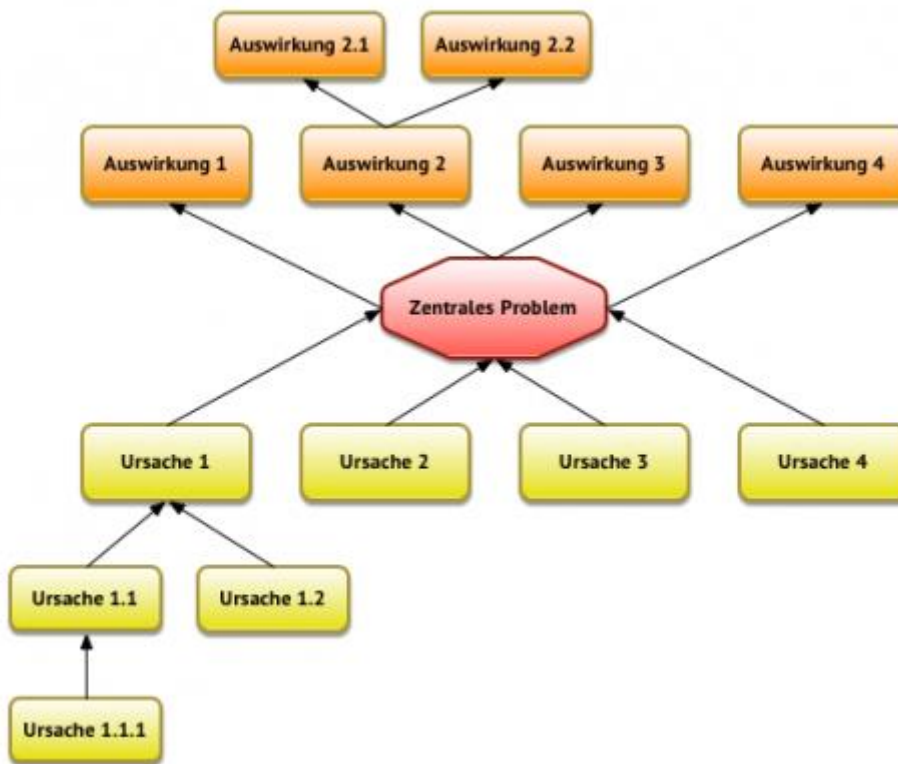 Auswirkung 2.1
Auswirkung 2.2
Auswirkung 1
Auswirkung 2
Auswirkung 3
Auswirkung 4
Zentrales Problem
Ursache 1
Ursache 2
Ursache 3
Ursache 4
Ursache 1.1
Ursache 1.2
Ursache 1.1.1